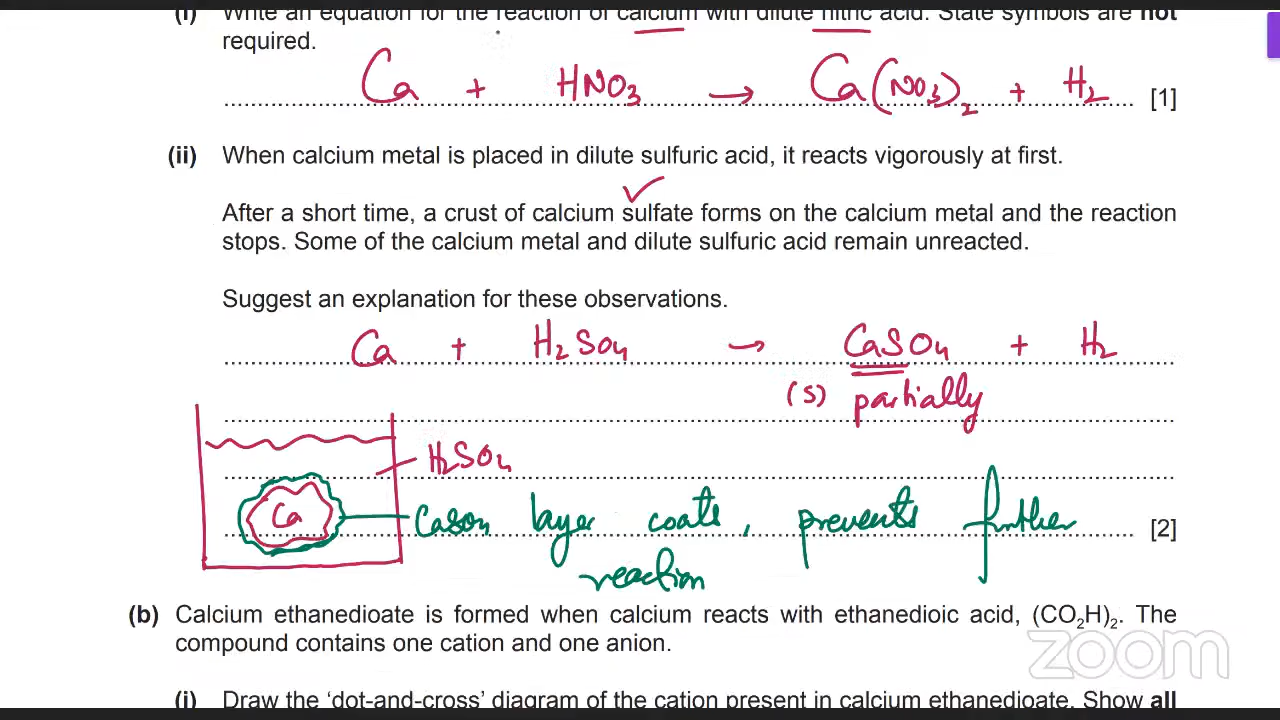 (i) Write an equation for the reaction of calcium with dilute nitric acid. State symbols are not
required.
Ca + HNO3 → Ca(NO3)2 + H2 [1]
(ii) When calcium metal is placed in dilute sulfuric acid, it reacts vigorously at first.
After a short time, a crust of calcium sulfate forms on the calcium metal and the reaction
stops. Some of the calcium metal and dilute sulfuric acid remain unreacted.
Suggest an explanation for these observations.
Ca + H2SO4 → CaSO4 + H2
(s) partially
H2SO4
Ca
CaSO4 layer coats, prevents further [2]
reaction
(b) Calcium ethanedioate is formed when calcium reacts with ethanedioic acid, (CO2H)2. The
compound contains one cation and one anion.
zoom
(i) Draw the ‘dot-and-cross’ diagram of the cation present in calcium ethanedioate. Show all